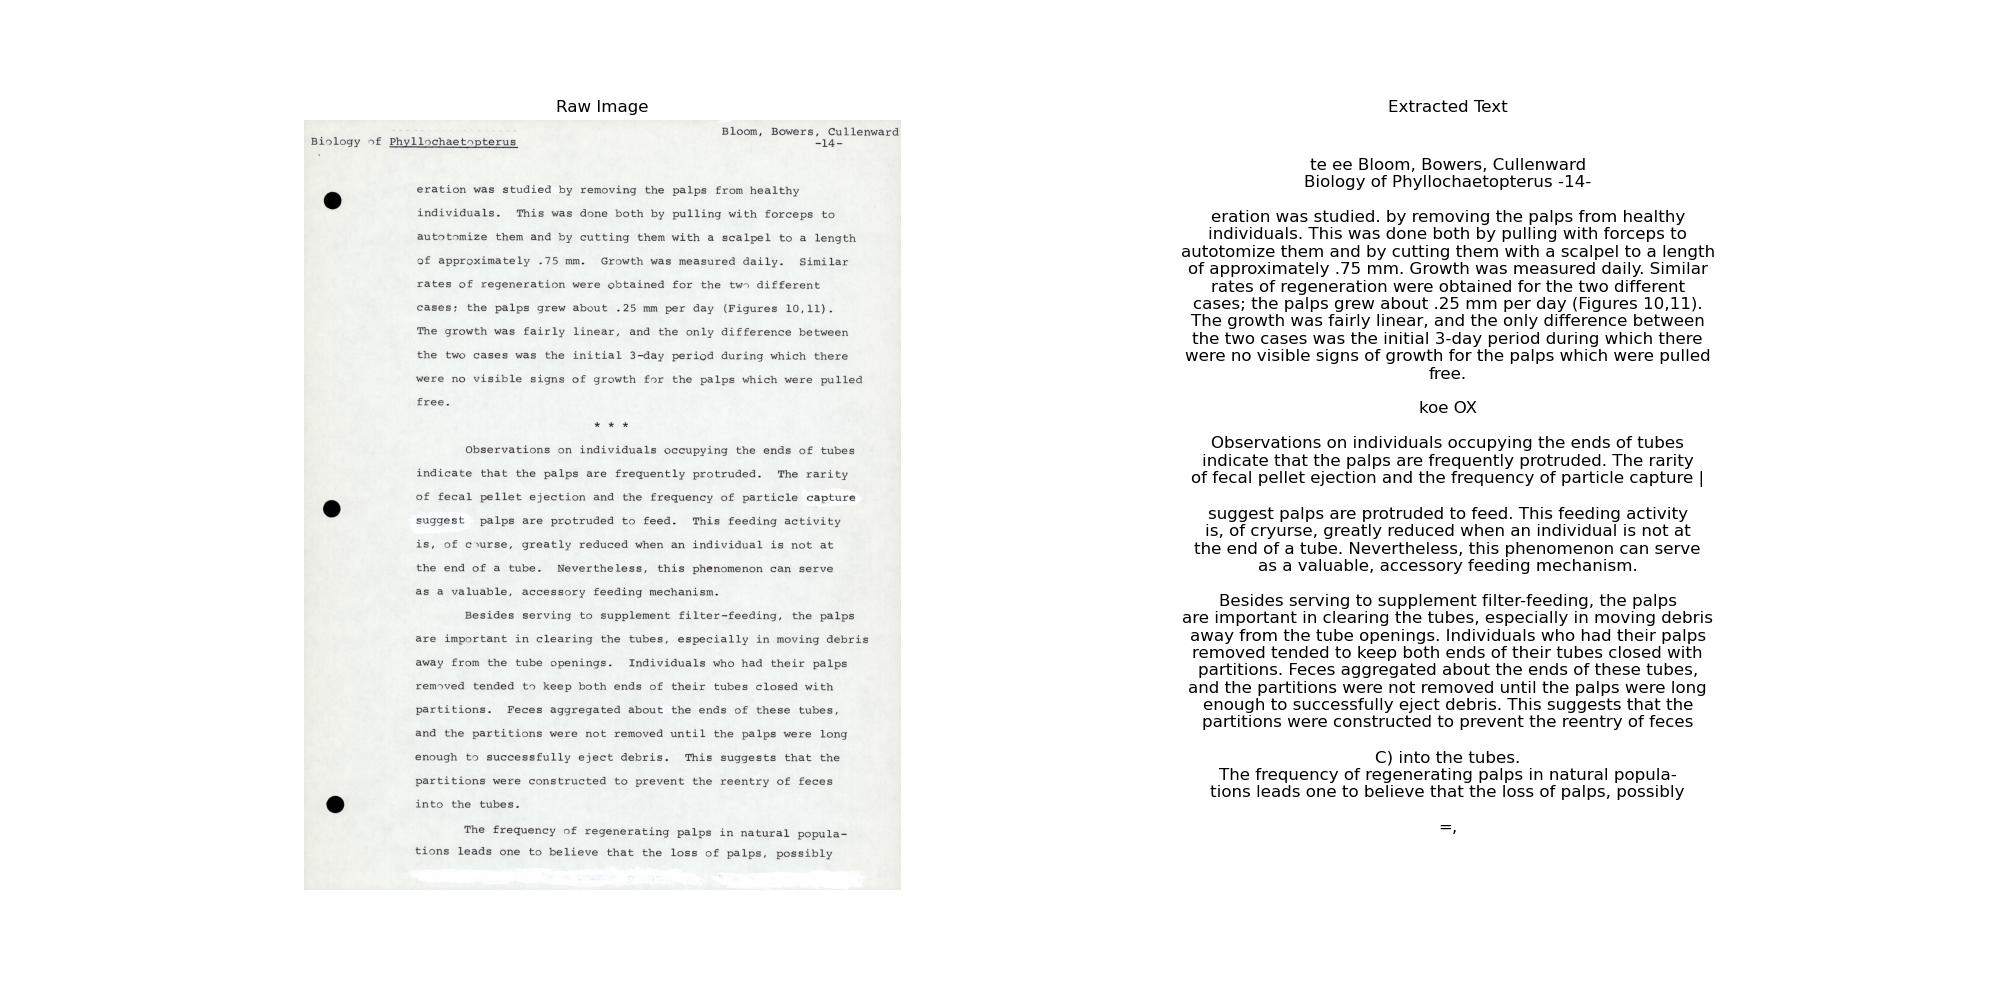 Raw Image
Bloom, Bowers, Cullenward
Biology of Phyllochaetopterus -14-
eration was studied by removing the palps from healthy
individuals. This was done both by pulling with forceps to
autotomize them and by cutting them with a scalpel to a length
of approximately .75 mm. Growth was measured daily. Similar
rates of regeneration were obtained for the two different
cases; the palps grew about .25 mm per day (Figures 10,11).
The growth was fairly linear, and the only difference between
the two cases was the initial 3-day period during which there
were no visible signs of growth for the palps which were pulled
free.
* * *
Observations on individuals occupying the ends of tubes
indicate that the palps are frequently protruded. The rarity
of fecal pellet ejection and the frequency of particle capture
suggest palps are protruded to feed. This feeding activity
is, of course, greatly reduced when an individual is not at
the end of a tube. Nevertheless, this phenomenon can serve
as a valuable, accessory feeding mechanism.
Besides serving to supplement filter-feeding, the palps
are important in clearing the tubes, especially in moving debris
away from the tube openings. Individuals who had their palps
removed tended to keep both ends of their tubes closed with
partitions. Feces aggregated about the ends of these tubes,
and the partitions were not removed until the palps were long
enough to successfully eject debris. This suggests that the
partitions were constructed to prevent the reentry of feces
into the tubes.
The frequency of regenerating palps in natural popula-
tions leads one to believe that the loss of palps, possibly
Extracted Text
te ee Bloom, Bowers, Cullenward
Biology of Phyllochaetopterus -14-
eration was studied. by removing the palps from healthy
individuals. This was done both by pulling with forceps to
autotomize them and by cutting them with a scalpel to a length
of approximately .75 mm. Growth was measured daily. Similar
rates of regeneration were obtained for the two different
cases; the palps grew about .25 mm per day (Figures 10,11).
The growth was fairly linear, and the only difference between
the two cases was the initial 3-day period during which there
were no visible signs of growth for the palps which were pulled
free.
koe OX
Observations on individuals occupying the ends of tubes
indicate that the palps are frequently protruded. The rarity
of fecal pellet ejection and the frequency of particle capture |
suggest palps are protruded to feed. This feeding activity
is, of cryurse, greatly reduced when an individual is not at
the end of a tube. Nevertheless, this phenomenon can serve
as a valuable, accessory feeding mechanism.
Besides serving to supplement filter-feeding, the palps
are important in clearing the tubes, especially in moving debris
away from the tube openings. Individuals who had their palps
removed tended to keep both ends of their tubes closed with
partitions. Feces aggregated about the ends of these tubes,
and the partitions were not removed until the palps were long
enough to successfully eject debris. This suggests that the
partitions were constructed to prevent the reentry of feces
C) into the tubes.
The frequency of regenerating palps in natural popula-
tions leads one to believe that the loss of palps, possibly
=,